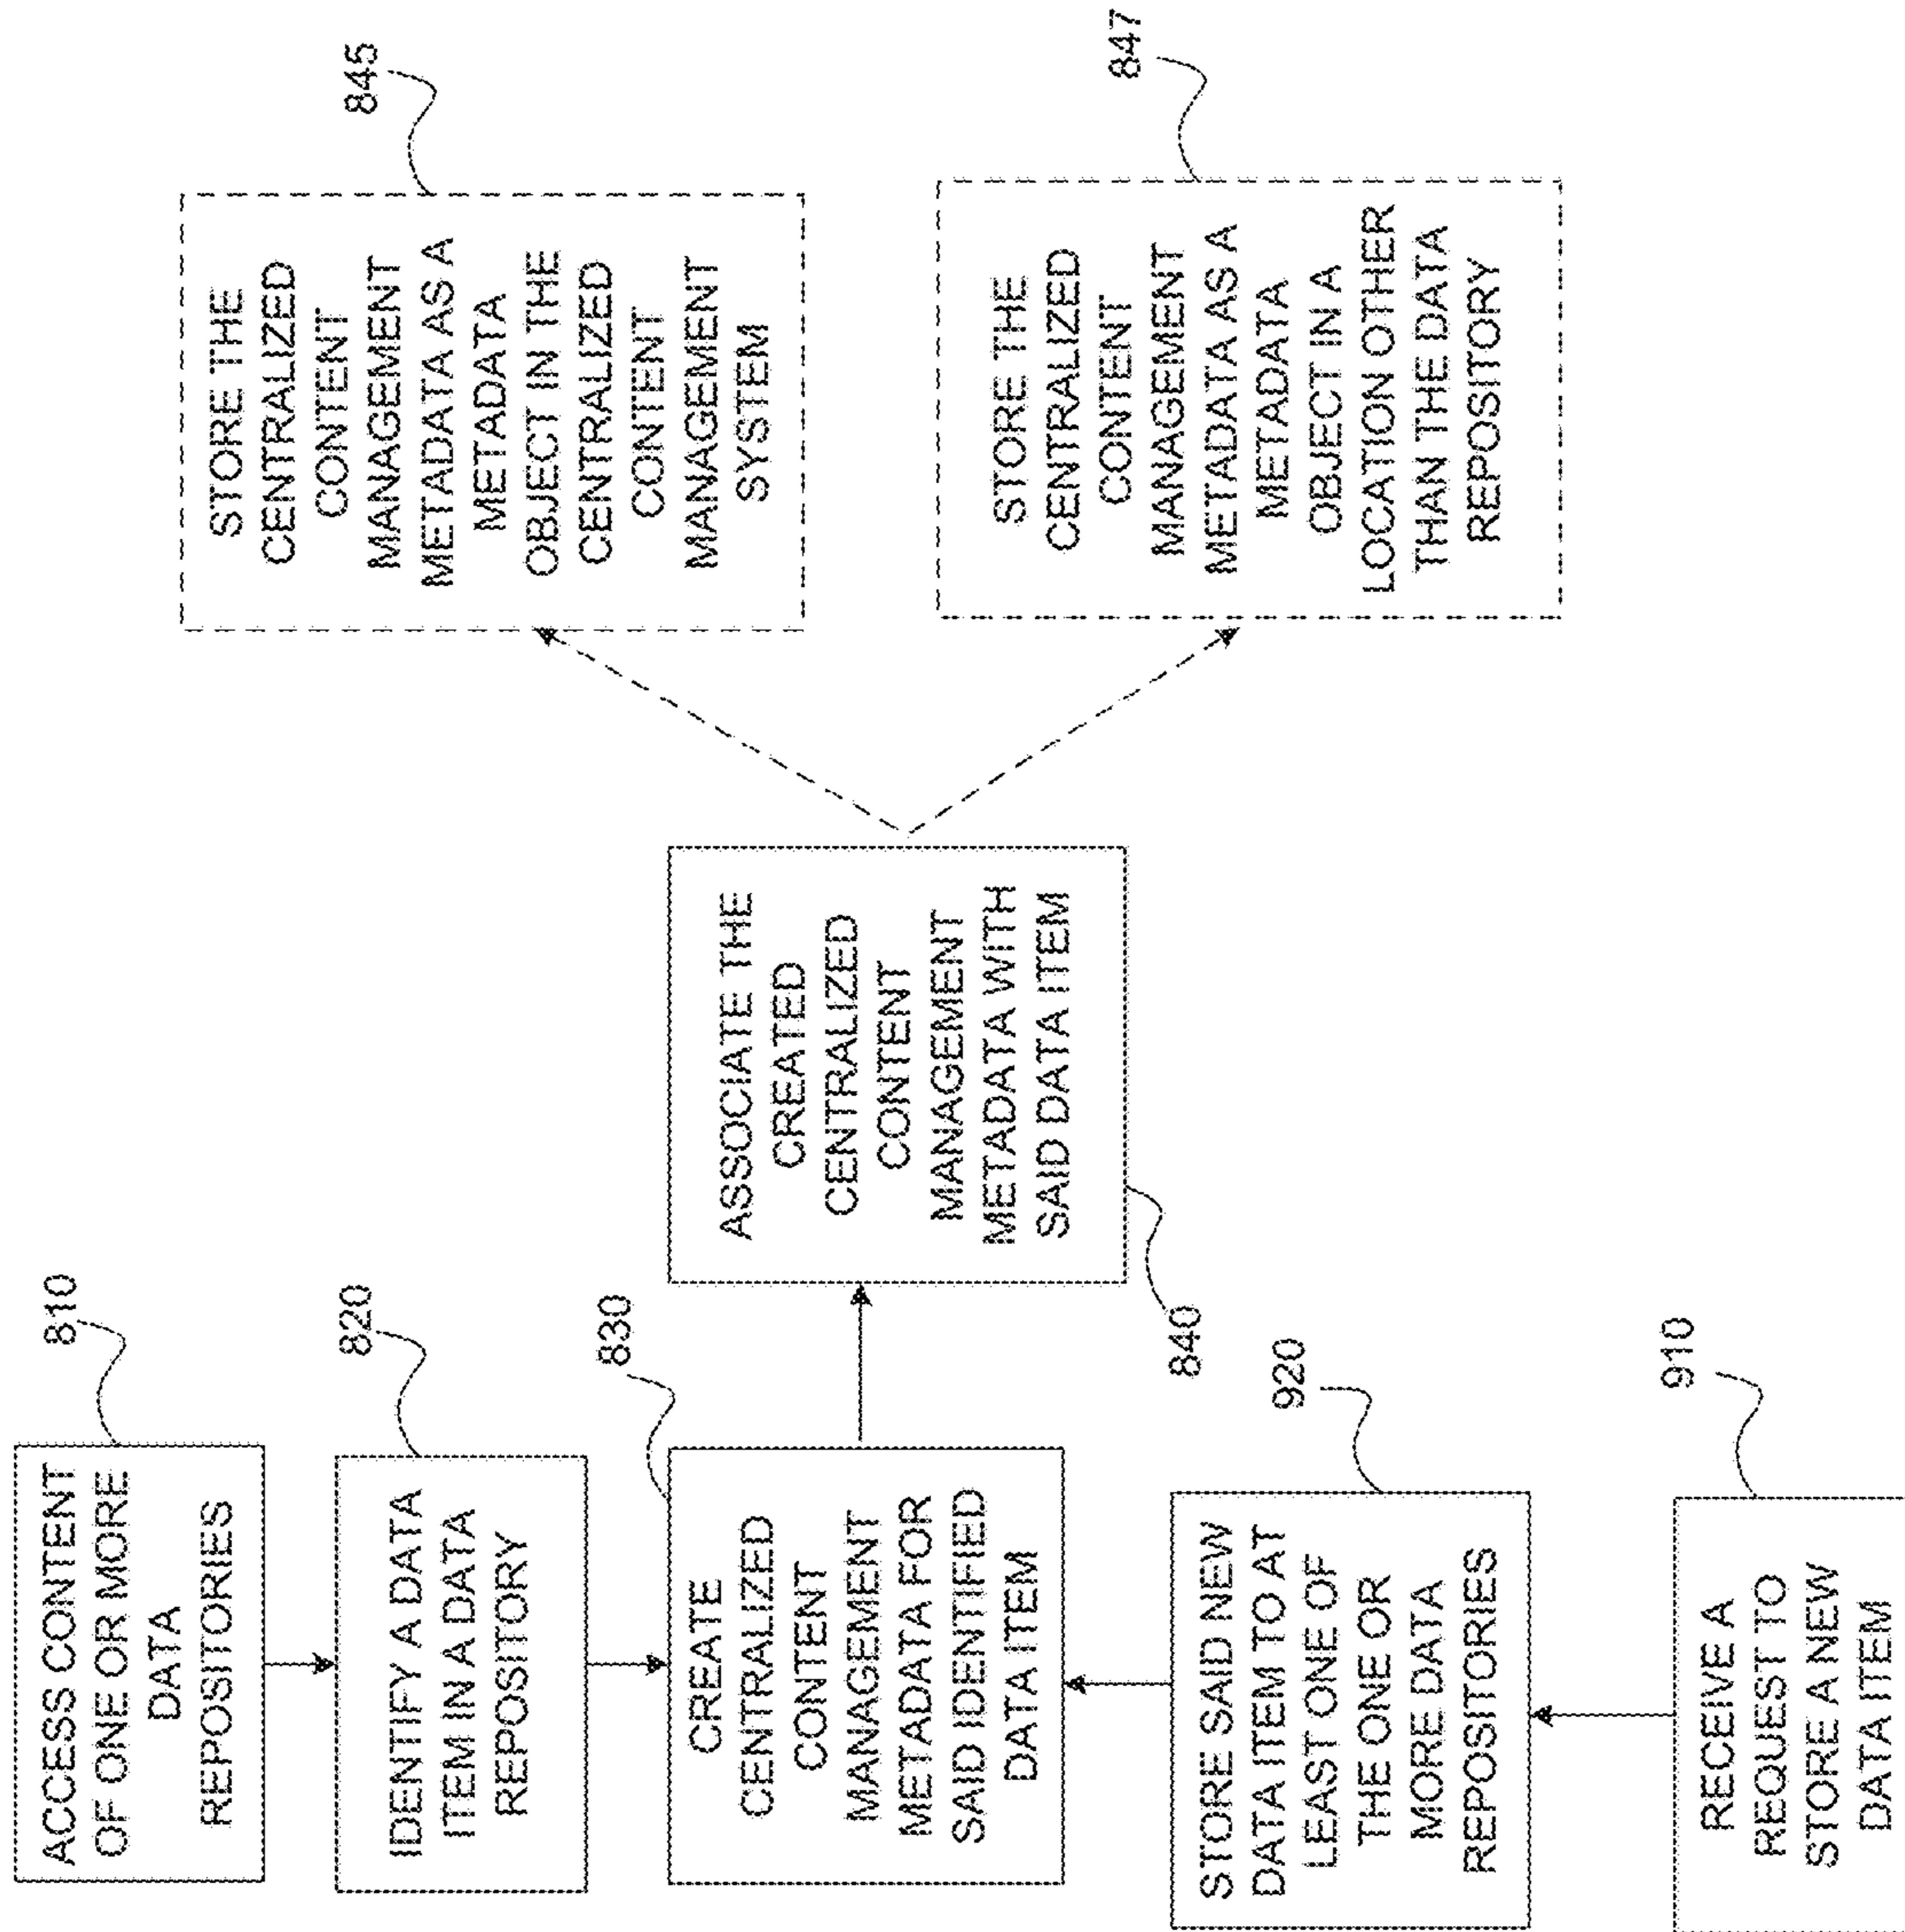 ACCESS CONTENT
OF ONE OR MORE
DATA
REPOSITORIES
810
IDENTIFY A DATA
ITEM IN A DATA
REPOSITORY
820
CREATE
CENTRALIZED
CONTENT
MANAGEMENT
METADATA FOR
SAID IDENTIFIED
DATA ITEM
830
STORE SAID NEW
DATA ITEM TO AT
LEAST ONE OF
THE ONE OR
MORE DATA
REPOSITORIES
920
RECEIVE A
REQUEST TO
STORE A NEW
DATA ITEM
910
ASSOCIATE THE
CREATED
CENTRALIZED
CONTENT
MANAGEMENT
METADATA WITH
SAID DATA ITEM
840
STORE THE
CENTRALIZED
CONTENT
MANAGEMENT
METADATA AS A
METADATA
OBJECT IN THE
CENTRALIZED
CONTENT
MANAGEMENT
SYSTEM
845
STORE THE
CENTRALIZED
CONTENT
MANAGEMENT
METADATA AS A
METADATA
OBJECT IN A
LOCATION OTHER
THAN THE DATA
REPOSITORY
847